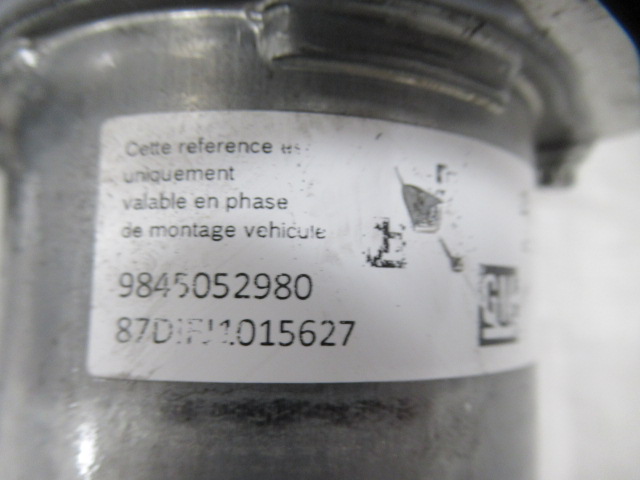 Cette reference
uniquement
valable en phase
de montage vehicule
9845052980